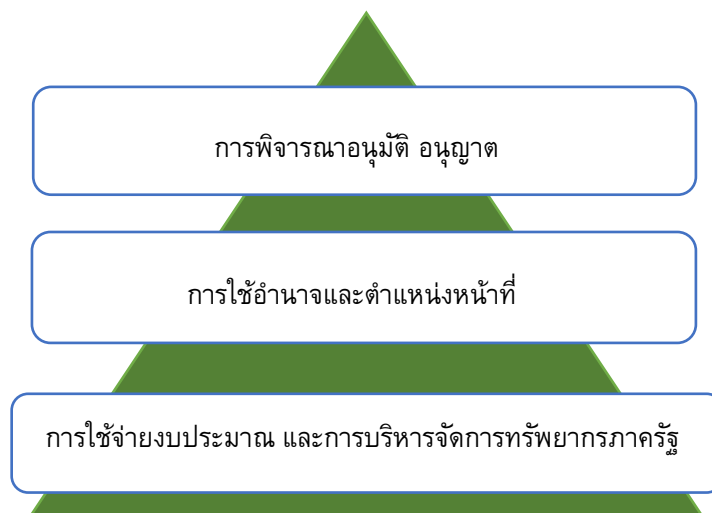 การพิจารณาอนุมัติ อนุญาต
การใช้อำนาจและตำแหน่งหน้าที่
การใช้จ่ายงบประมาณ และการบริหารจัดการทรัพยากรภาครัฐ